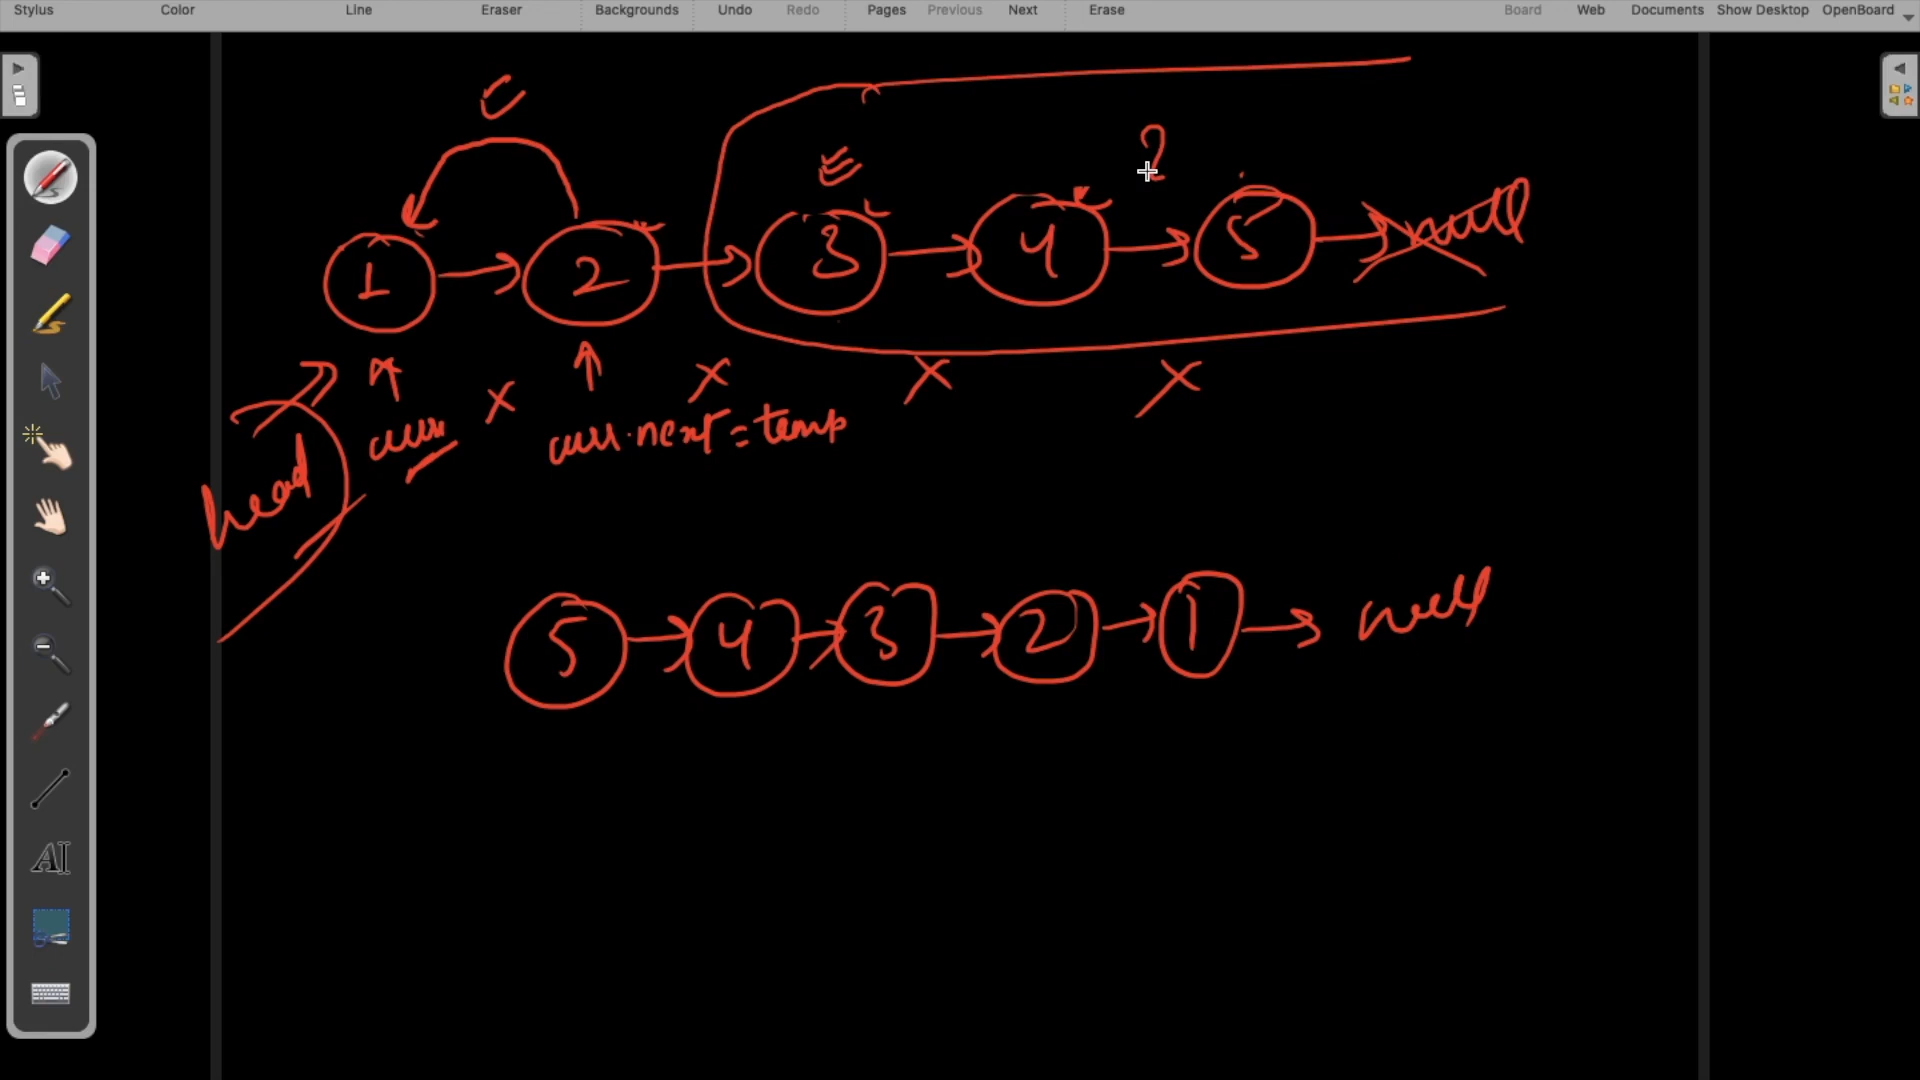 Stylus Color Line Eraser Backgrounds Undo Redo Pages Previous Next Erase Board Web Documents Show Desktop OpenBoard
?
1 2 3 4 5 null
curr
curr.next = temp
head
5 4 3 2 1 null
AI